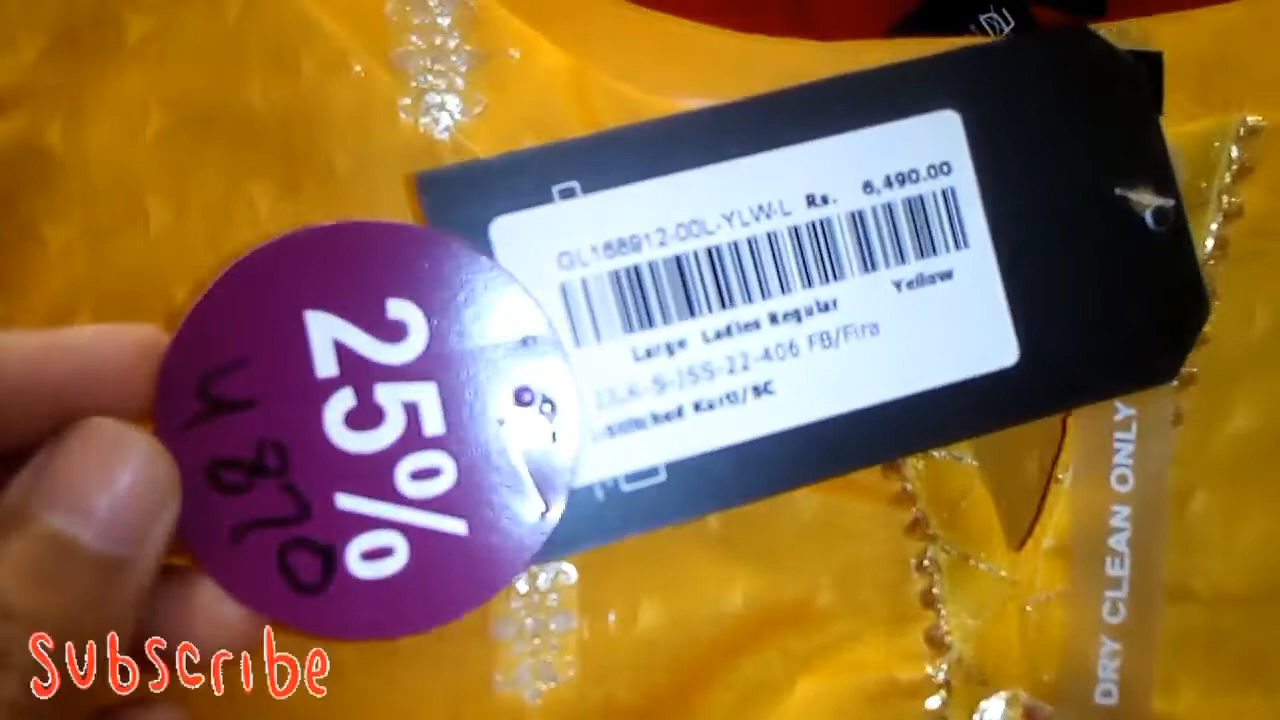 GL168912-00L-YLW-L Rs. 6,490.00
Large Ladies Regular Yellow
-S-JSS-22-406 FB/Fira
Kurti/SC
25%
4870
DRY CLEAN ONLY
Subscribe